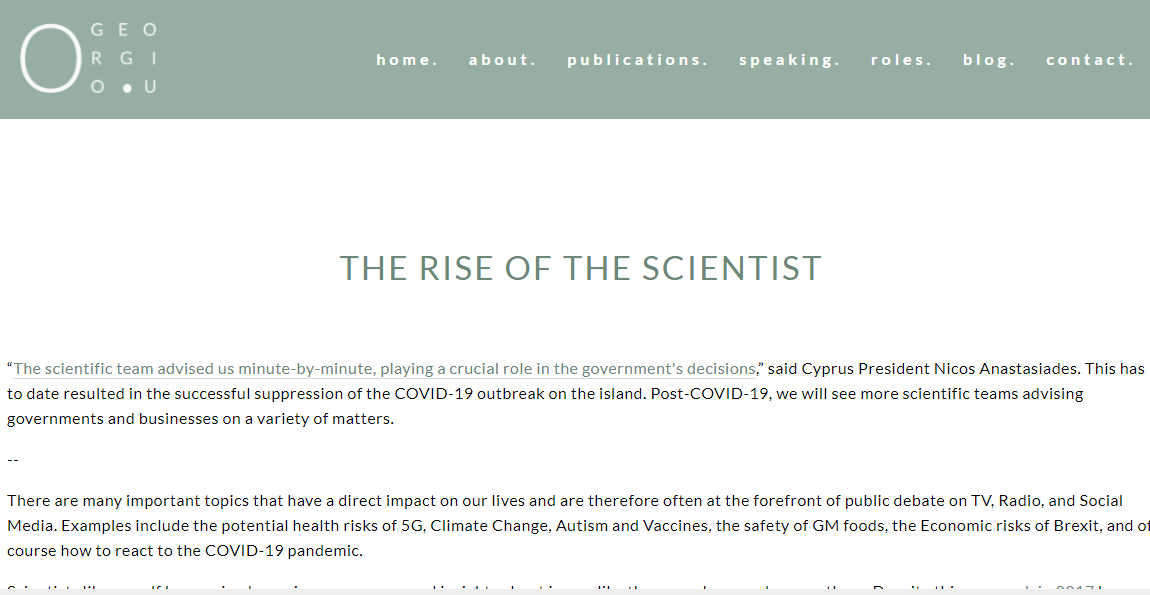 O
G E O
R G I
O . U
home. about. publications. speaking. roles. blog. contact.
THE RISE OF THE SCIENTIST
“The scientific team advised us minute-by-minute, playing a crucial role in the government's decisions,” said Cyprus President Nicos Anastasiades. This has
to date resulted in the successful suppression of the COVID-19 outbreak on the island. Post-COVID-19, we will see more scientific teams advising
governments and businesses on a variety of matters.
--
There are many important topics that have a direct impact on our lives and are therefore often at the forefront of public debate on TV, Radio, and Social
Media. Examples include the potential health risks of 5G, Climate Change, Autism and Vaccines, the safety of GM foods, the Economic risks of Brexit, and of
course how to react to the COVID-19 pandemic.